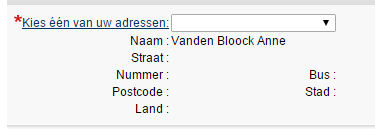 *Kies één van uw adressen:
Naam : Vanden Bloock Anne
Straat :
Nummer : Bus :
Postcode : Stad :
Land :